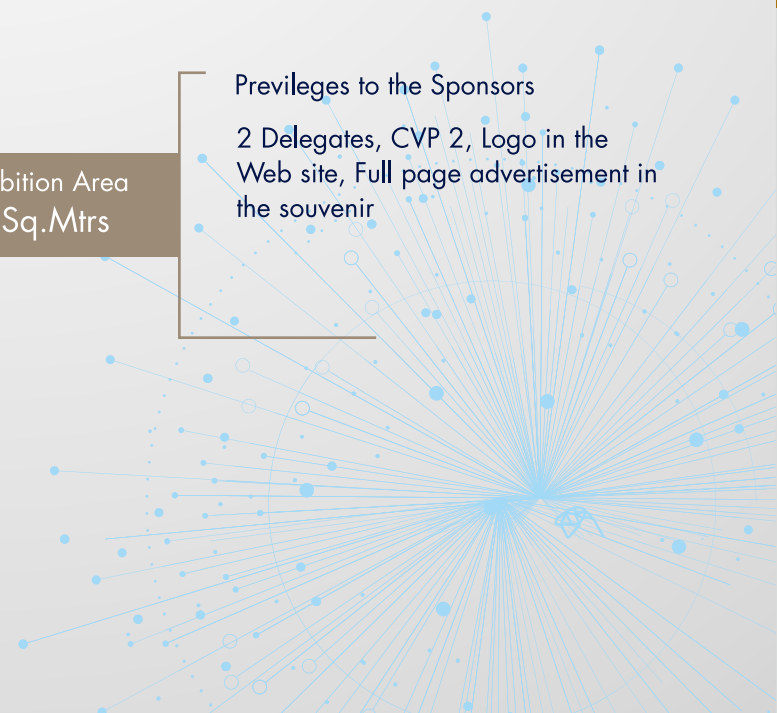 Previleges to the Sponsors
2 Delegates, CVP 2, Logo in the
Web site, Full page advertisement in
the souvenir
bition Area
Sq.Mtrs